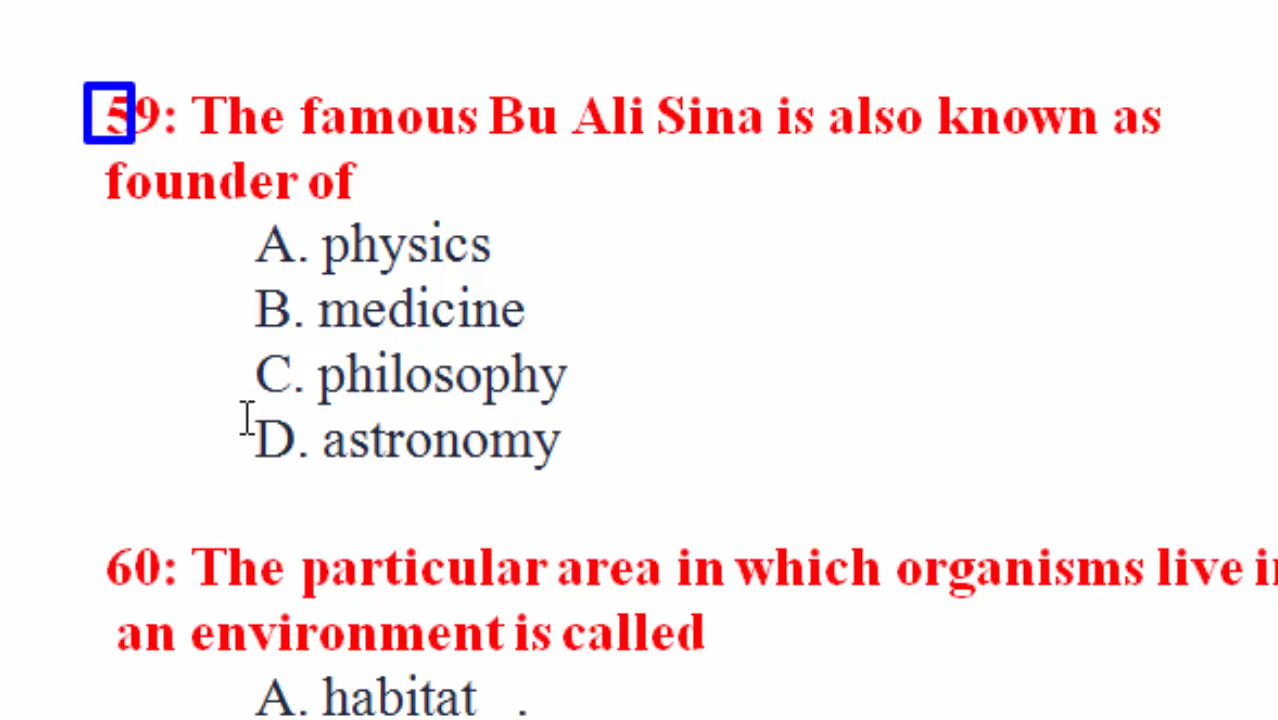 59: The famous Bu Ali Sina is also known as
founder of
A. physics
B. medicine
C. philosophy
D. astronomy
60: The particular area in which organisms live in
an environment is called
A. habitat .